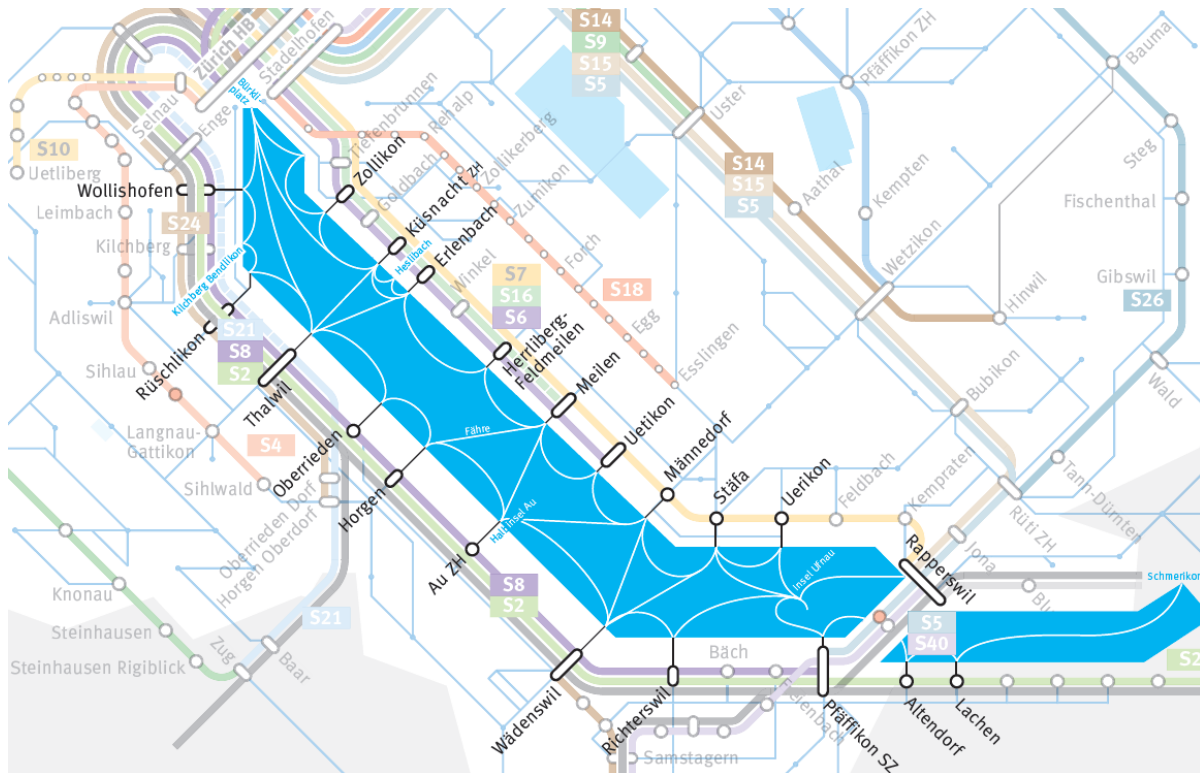 S14
S9
S15
S5
Pfäffikon ZH
Bauma
Zürich HB
Stadelhofen
Bürkli-
platz
Selnau
Enge
Tiefenbrunnen
Rehalp
Uster
Steg
S10
Uetliberg
Wollishofen
Zollikon
Goldbach
Zollikerberg
S14
S15
S5
Aathal
Kempten
Fischenthal
Leimbach
S24
Küsnacht ZH
Zumikon
Kilchberg
Kilchberg Bendlikon
Heslibach
Erlenbach
Winkel
Forch
Wetzikon
Hinwil
Gibswil
S26
S7
S16
S6
S18
Adliswil
Rüschlikon
S21
S8
S2
Egg
Herrliberg-
Feldmeilen
Esslingen
Sihlau
Thalwil
Meilen
Bubikon
Wald
Langnau-
Gattikon
S4
Oberrieden
Fähre
Uetikon
Sihlwald
Horgen
Männedorf
Stäfa
Uerikon
Feldbach
Kempraten
Tann-Dürnten
Rüti ZH
Oberrieden Dorf
Horgen Oberdorf
Halbinsel Au
Au ZH
Jona
Rapperswil
Insel Ufnau
Schmerikon
Knonau
S8
S2
S21
Steinhausen
Steinhausen Rigiblick
Zug
Baar
S5
S40
Bäch
S2
Wädenswil
Richterswil
Pfäffikon SZ
Altendorf
Lachen
Samstagern